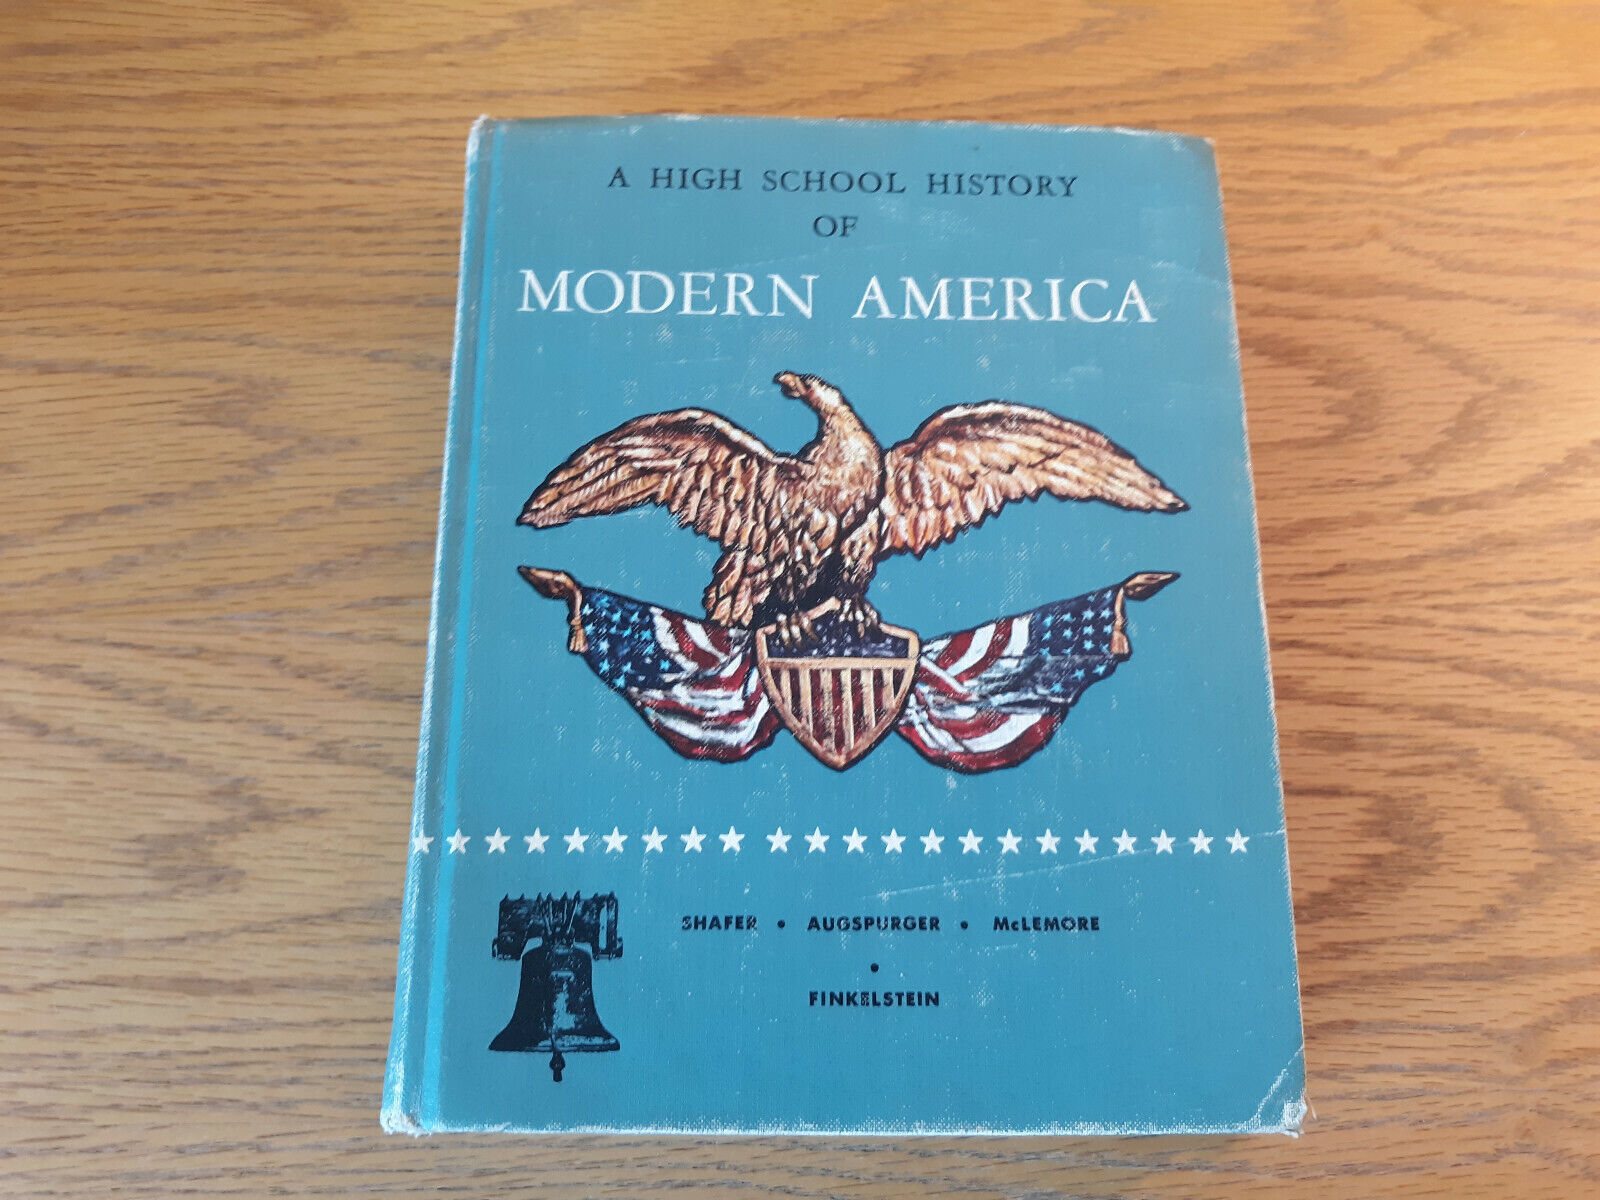 A HIGH SCHOOL HISTORY
OF
MODERN AMERICA
SHAFER • AUGSPURGER • McLEMORE
•
FINKELSTEIN